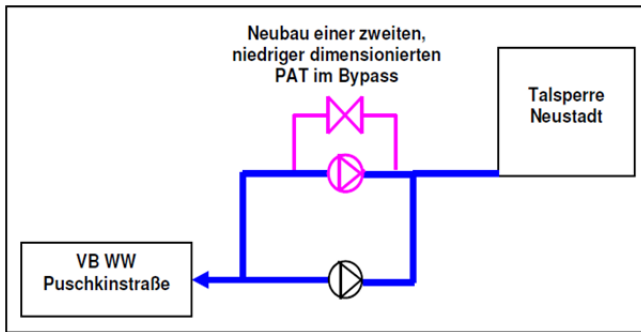 Neubau einer zweiten,
niedriger dimensionierten
PAT im Bypass
Talsperre
Neustadt
VB WW
Puschkinstraße